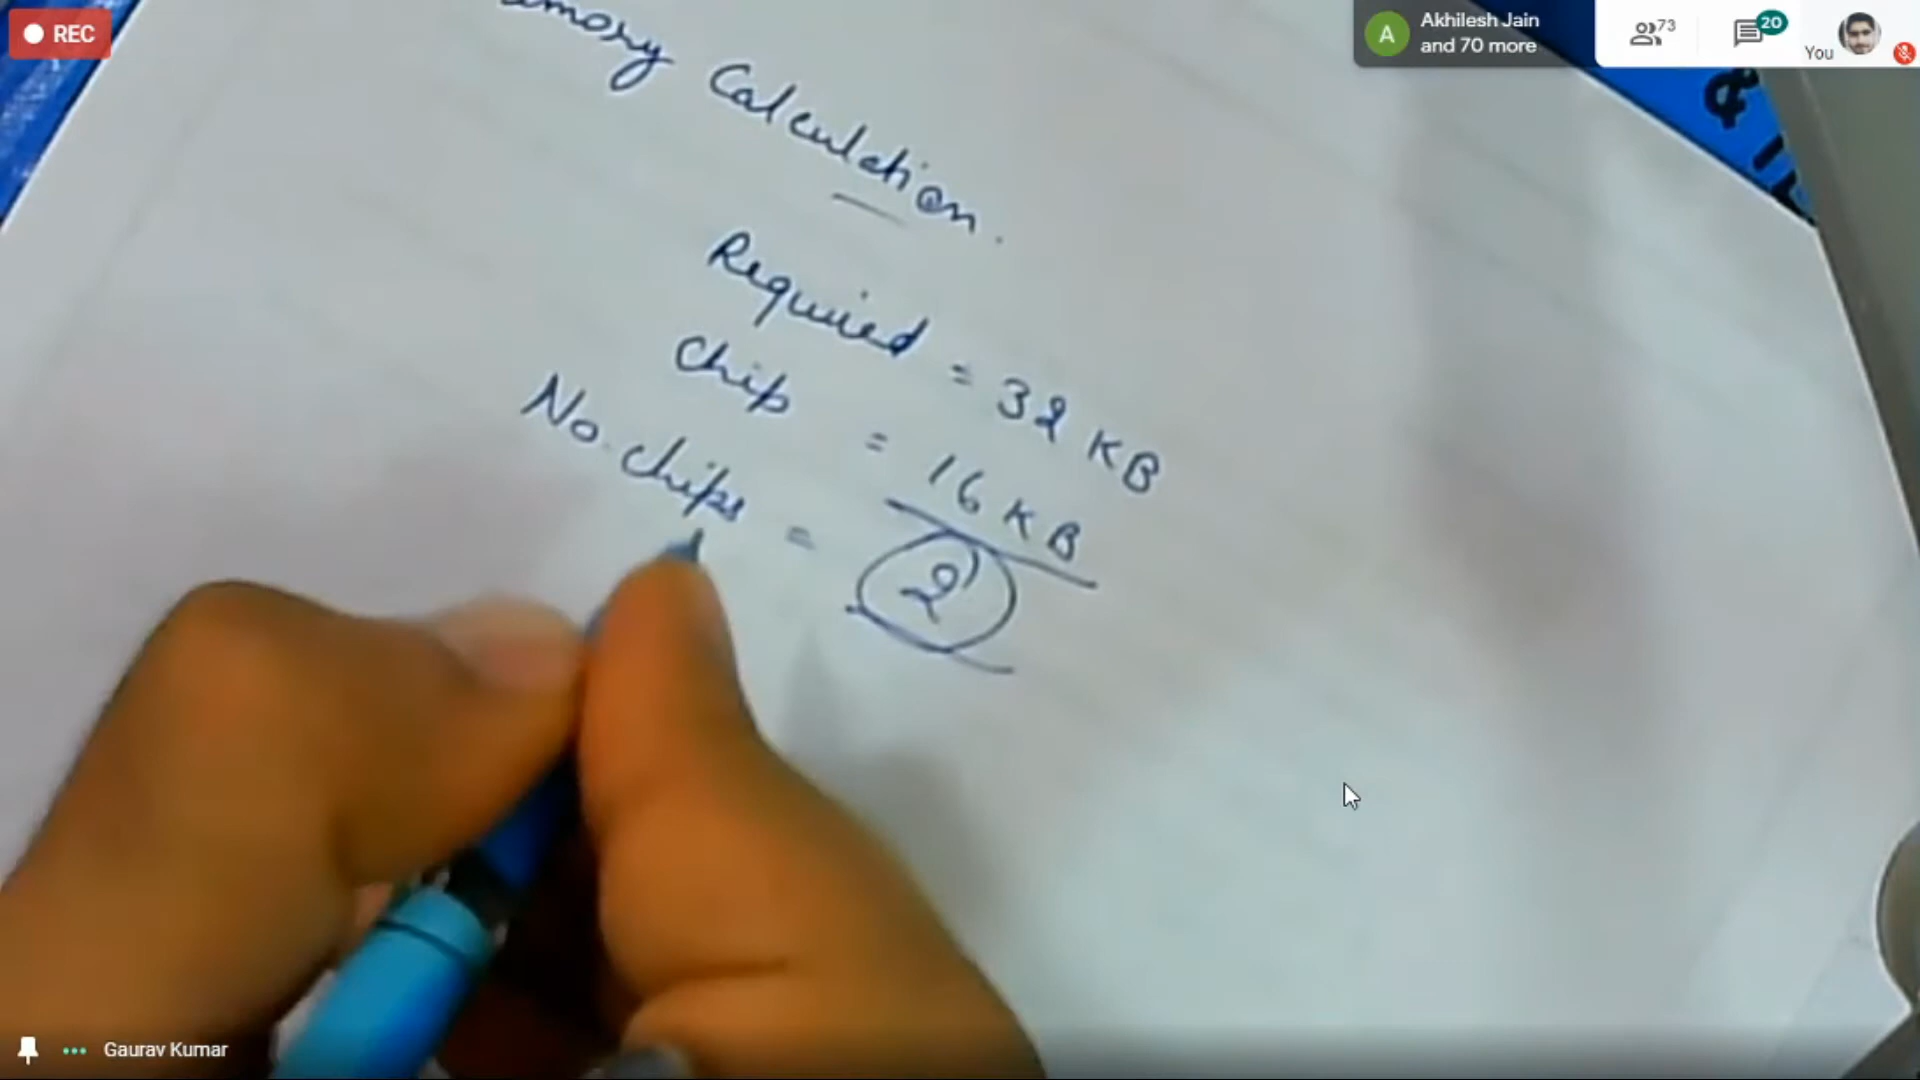 REC
Akhilesh Jain
and 70 more
73
20
You
Calculation.
Required = 32 KB
Chip = 16 KB
No. chips = 2
Gaurav Kumar